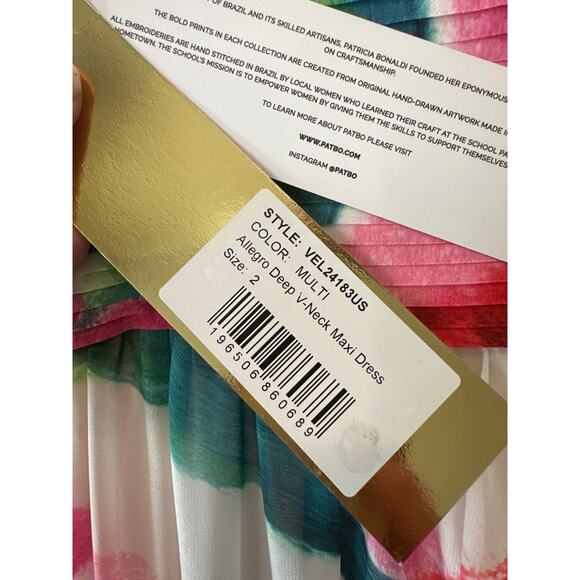 OF BRAZIL AND ITS SKILLED ARTISANS, PATRICIA BONALDI FOUNDED HER EPONYMOUS
THE BOLD PRINTS IN EACH COLLECTION ARE CREATED FROM ORIGINAL HAND-DRAWN ARTWORK MADE IN
ON CRAFTSMANSHIP.
ALL EMBROIDERIES ARE HAND STITCHED IN BRAZIL BY LOCAL WOMEN WHO LEARNED THEIR CRAFT AT THE SCHOOL
HOMETOWN. THE SCHOOL'S MISSION IS TO EMPOWER WOMEN BY GIVING THEM THE SKILLS TO SUPPORT THEMSELVES
TO LEARN MORE ABOUT PATBO PLEASE VISIT
WWW.PATBO.COM
INSTAGRAM @PATBO
STYLE: VEL24183US
COLOR: MULTI
Allegro Deep V-Neck Maxi Dress
Size: 2
196506860689